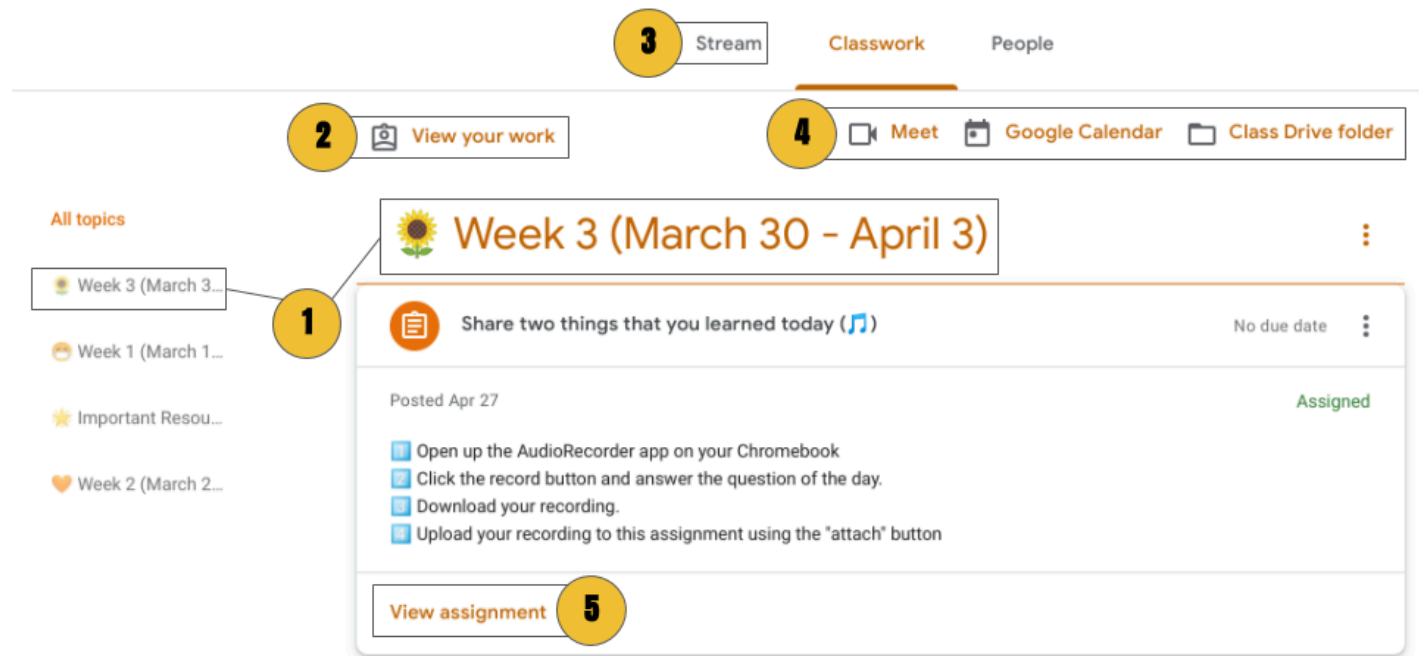 3 Stream Classwork People
2 View your work 4 Meet Google Calendar Class Drive folder
All topics
🌻 Week 3 (March 30 - April 3)
🌻 Week 3 (March 3...
1
Share two things that you learned today (🎵) No due date
😷 Week 1 (March 1...
Posted Apr 27 Assigned
⭐ Important Resou...
1️⃣ Open up the AudioRecorder app on your Chromebook
2️⃣ Click the record button and answer the question of the day.
🧡 Week 2 (March 2...
3️⃣ Download your recording.
4️⃣ Upload your recording to this assignment using the "attach" button
View assignment 5